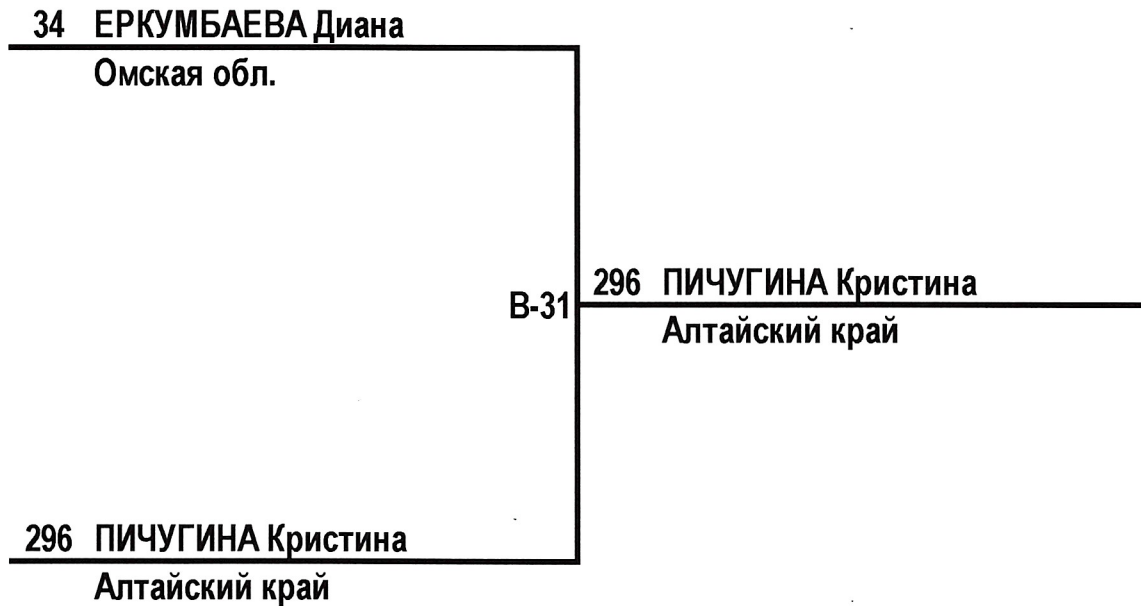 34 ЕРКУМБАЕВА Диана
Омская обл.
296 ПИЧУГИНА Кристина
B-31
Алтайский край
296 ПИЧУГИНА Кристина
Алтайский край